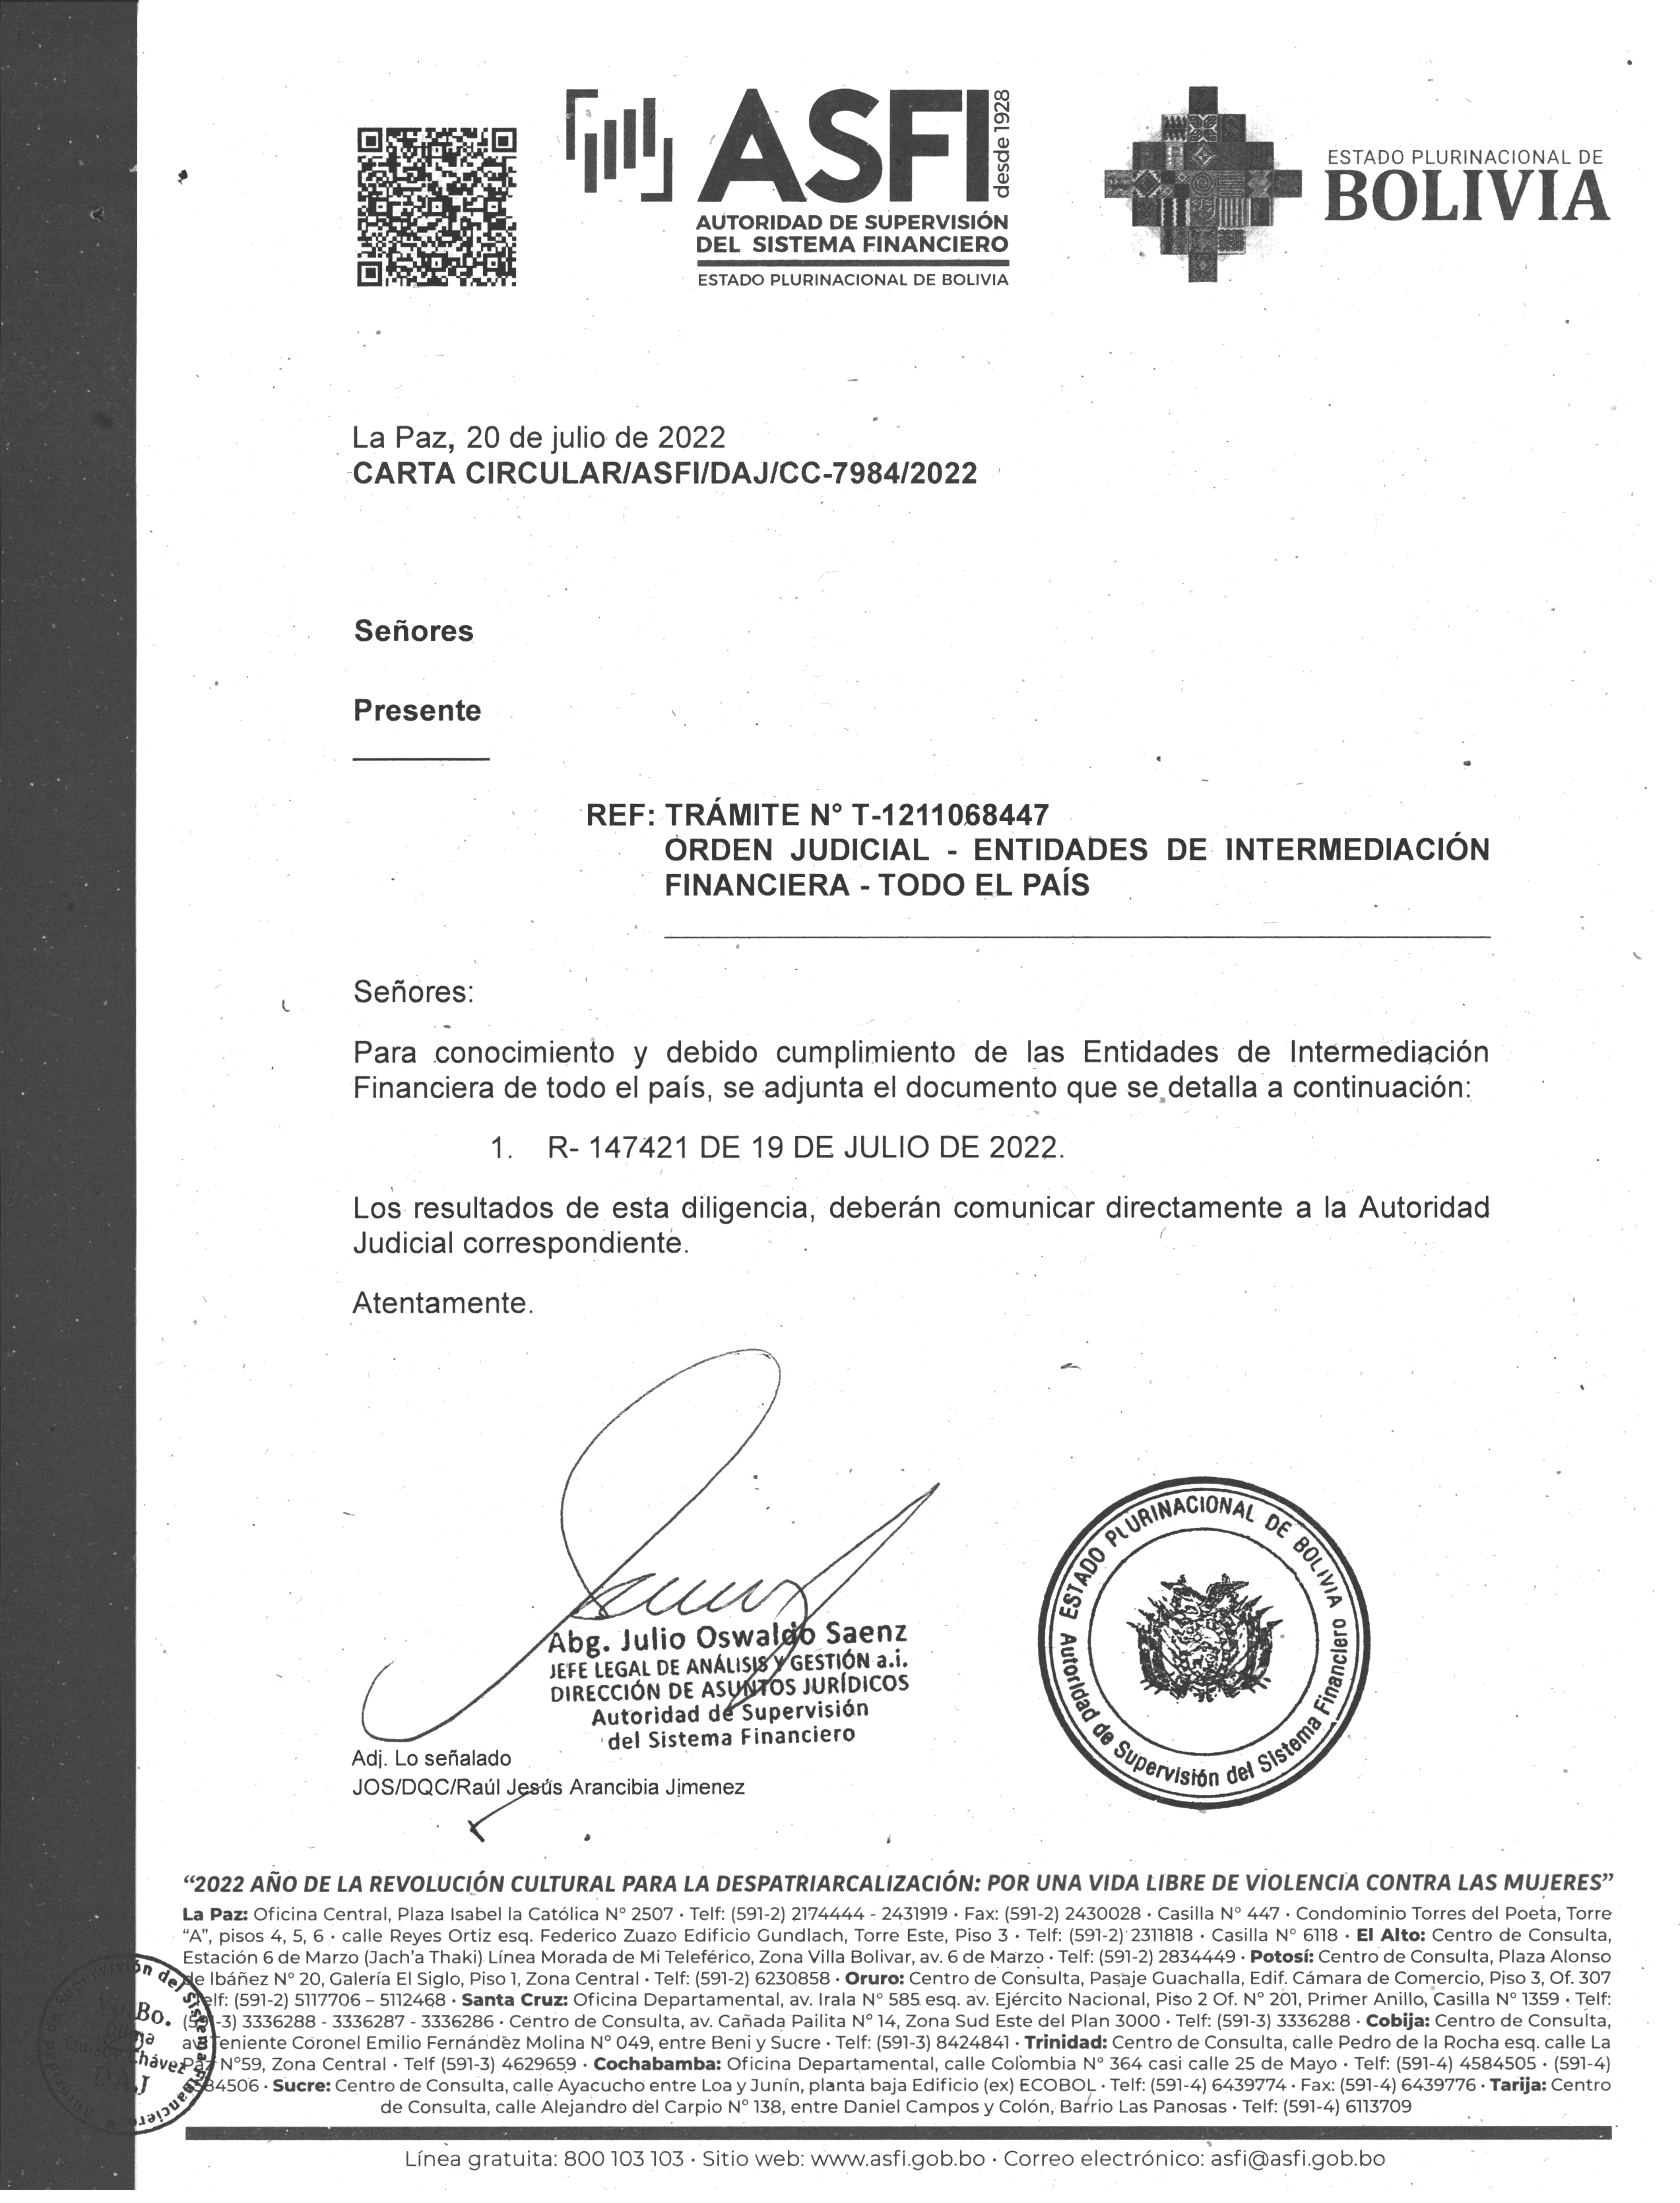 ASFI
desde 1928
AUTORIDAD DE SUPERVISIÓN
DEL SISTEMA FINANCIERO
ESTADO PLURINACIONAL DE BOLIVIA
ESTADO PLURINACIONAL DE
BOLIVIA
La Paz, 20 de julio de 2022
CARTA CIRCULAR/ASFI/DAJ/CC-7984/2022
Señores
Presente
REF: TRÁMITE N° T-1211068447
ORDEN JUDICIAL - ENTIDADES DE INTERMEDIACIÓN
FINANCIERA - TODO EL PAÍS
Señores:
Para conocimiento y debido cumplimiento de las Entidades de Intermediación
Financiera de todo el país, se adjunta el documento que se detalla a continuación:
1. R- 147421 DE 19 DE JULIO DE 2022.
Los resultados de esta diligencia, deberán comunicar directamente a la Autoridad
Judicial correspondiente.
Atentamente.
Abg. Julio Oswaldo Saenz
JEFE LEGAL DE ANÁLISIS Y GESTIÓN a.i.
DIRECCIÓN DE ASUNTOS JURÍDICOS
Autoridad de Supervisión
del Sistema Financiero
ESTADO PLURINACIONAL DE BOLIVIA
Autoridad de Supervisión del Sistema Financiero
Adj. Lo señalado
JOS/DQC/Raúl Jesús Arancibia Jimenez
“2022 AÑO DE LA REVOLUCIÓN CULTURAL PARA LA DESPATRIARCALIZACIÓN: POR UNA VIDA LIBRE DE VIOLENCIA CONTRA LAS MUJERES”
La Paz: Oficina Central, Plaza Isabel la Católica N° 2507 · Telf: (591-2) 2174444 - 2431919 · Fax: (591-2) 2430028 · Casilla N° 447 · Condominio Torres del Poeta, Torre
“A”, pisos 4, 5, 6 · calle Reyes Ortiz esq. Federico Zuazo Edificio Gundlach, Torre Este, Piso 3 · Telf: (591-2) 2311818 · Casilla N° 6118 · El Alto: Centro de Consulta,
Estación 6 de Marzo (Jach’a Thaki) Línea Morada de Mi Teleférico, Zona Villa Bolivar, av. 6 de Marzo · Telf: (591-2) 2834449 · Potosí: Centro de Consulta, Plaza Alonso
de Ibáñez N° 20, Galería El Siglo, Piso 1, Zona Central · Telf: (591-2) 6230858 · Oruro: Centro de Consulta, Pasaje Guachalla, Edif. Cámara de Comercio, Piso 3, Of. 307
Telf: (591-2) 5117706 – 5112468 · Santa Cruz: Oficina Departamental, av. Irala N° 585 esq. av. Ejército Nacional, Piso 2 Of. N° 201, Primer Anillo, Casilla N° 1359 · Telf:
(591-3) 3336288 - 3336287 - 3336286 · Centro de Consulta, av. Cañada Pailita N° 14, Zona Sud Este del Plan 3000 · Telf: (591-3) 3336288 · Cobija: Centro de Consulta,
av. Teniente Coronel Emilio Fernández Molina N° 049, entre Beni y Sucre · Telf: (591-3) 8424841 · Trinidad: Centro de Consulta, calle Pedro de la Rocha esq. calle La
Paz N°59, Zona Central · Telf (591-3) 4629659 · Cochabamba: Oficina Departamental, calle Colombia N° 364 casi calle 25 de Mayo · Telf: (591-4) 4584505 · (591-4)
4584506 · Sucre: Centro de Consulta, calle Ayacucho entre Loa y Junín, planta baja Edificio (ex) ECOBOL · Telf: (591-4) 6439774 · Fax: (591-4) 6439776 · Tarija: Centro
de Consulta, calle Alejandro del Carpio N° 138, entre Daniel Campos y Colón, Barrio Las Panosas · Telf: (591-4) 6113709
Línea gratuita: 800 103 103 · Sitio web: www.asfi.gob.bo · Correo electrónico: asfi@asfi.gob.bo
Vo.Bo.
Chávez
DAJ